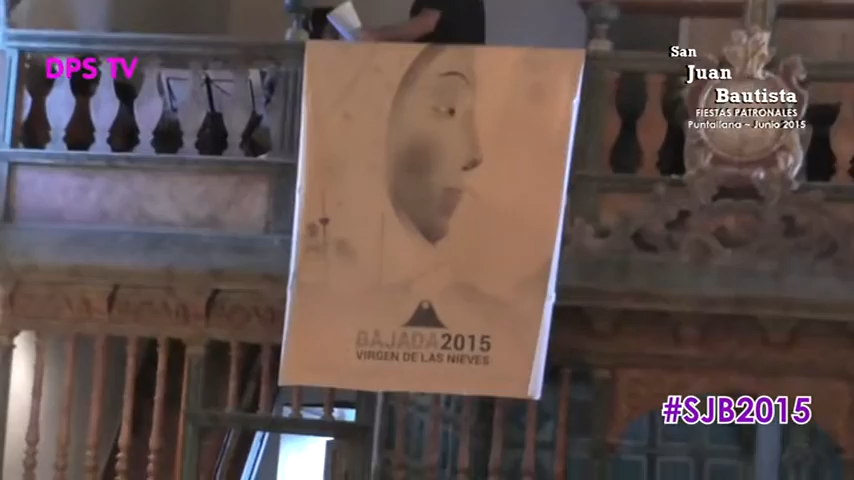 DPS TV
San
Juan
Bautista
FIESTAS PATRONALES
Puntallana ~ Junio 2015
BAJADA2015
VIRGEN DE LAS NIEVES
#SJB2015